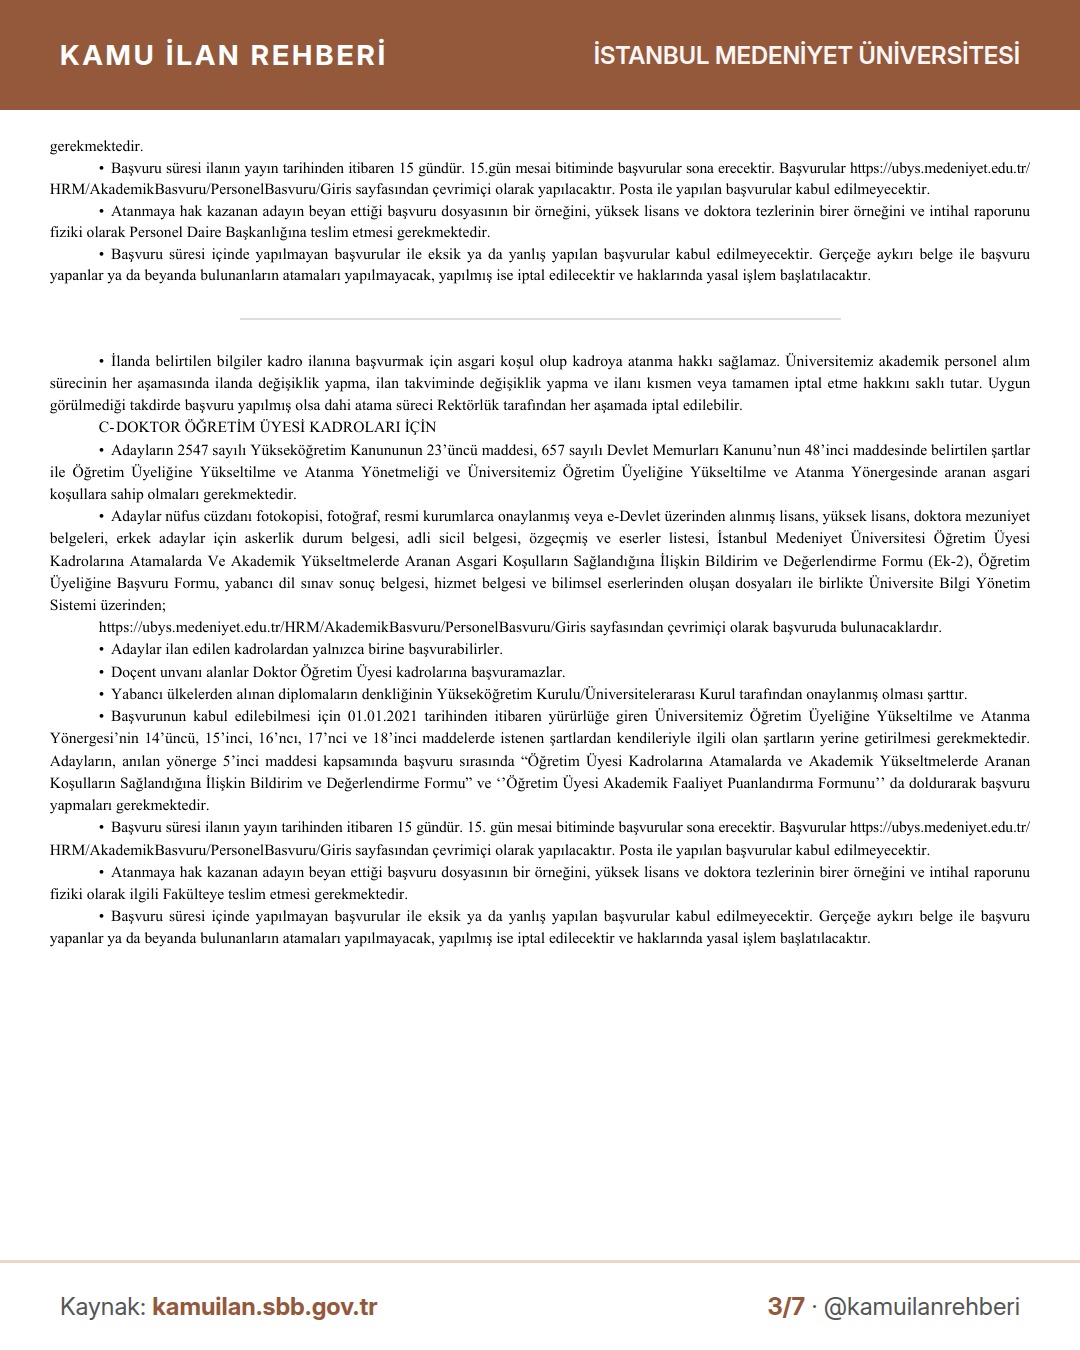 KAMU İLAN REHBERİ
İSTANBUL MEDENİYET ÜNİVERSİTESİ
gerekmektedir.
• Başvuru süresi ilanın yayın tarihinden itibaren 15 gündür. 15.gün mesai bitiminde başvurular sona erecektir. Başvurular https://ubys.medeniyet.edu.tr/
HRM/AkademikBasvuru/PersonelBasvuru/Giris sayfasından çevrimiçi olarak yapılacaktır. Posta ile yapılan başvurular kabul edilmeyecektir.
• Atanmaya hak kazanan adayın beyan ettiği başvuru dosyasının bir örneğini, yüksek lisans ve doktora tezlerinin birer örneğini ve intihal raporunu
fiziki olarak Personel Daire Başkanlığına teslim etmesi gerekmektedir.
• Başvuru süresi içinde yapılmayan başvurular ile eksik ya da yanlış yapılan başvurular kabul edilmeyecektir. Gerçeğe aykırı belge ile başvuru
yapanlar ya da beyanda bulunanların atamaları yapılmayacak, yapılmış ise iptal edilecektir ve haklarında yasal işlem başlatılacaktır.
• İlanda belirtilen bilgiler kadro ilanına başvurmak için asgari koşul olup kadroya atanma hakkı sağlamaz. Üniversitemiz akademik personel alım
sürecinin her aşamasında ilanda değişiklik yapma, ilan takviminde değişiklik yapma ve ilanı kısmen veya tamamen iptal etme hakkını saklı tutar. Uygun
görülmediği takdirde başvuru yapılmış olsa dahi atama süreci Rektörlük tarafından her aşamada iptal edilebilir.
C-DOKTOR ÖĞRETİM ÜYESİ KADROLARI İÇİN
• Adayların 2547 sayılı Yükseköğretim Kanununun 23’üncü maddesi, 657 sayılı Devlet Memurları Kanunu’nun 48’inci maddesinde belirtilen şartlar
ile Öğretim Üyeliğine Yükseltilme ve Atanma Yönetmeliği ve Üniversitemiz Öğretim Üyeliğine Yükseltilme ve Atanma Yönergesinde aranan asgari
koşullara sahip olmaları gerekmektedir.
• Adaylar nüfus cüzdanı fotokopisi, fotoğraf, resmi kurumlarca onaylanmış veya e-Devlet üzerinden alınmış lisans, yüksek lisans, doktora mezuniyet
belgeleri, erkek adaylar için askerlik durum belgesi, adli sicil belgesi, özgeçmiş ve eserler listesi, İstanbul Medeniyet Üniversitesi Öğretim Üyesi
Kadrolarına Atamalarda Ve Akademik Yükseltmelerde Aranan Asgari Koşulların Sağlandığına İlişkin Bildirim ve Değerlendirme Formu (Ek-2), Öğretim
Üyeliğine Başvuru Formu, yabancı dil sınav sonuç belgesi, hizmet belgesi ve bilimsel eserlerinden oluşan dosyaları ile birlikte Üniversite Bilgi Yönetim
Sistemi üzerinden;
https://ubys.medeniyet.edu.tr/HRM/AkademikBasvuru/PersonelBasvuru/Giris sayfasından çevrimiçi olarak başvuruda bulunacaklardır.
• Adaylar ilan edilen kadrolardan yalnızca birine başvurabilirler.
• Doçent unvanı alanlar Doktor Öğretim Üyesi kadrolarına başvuramazlar.
• Yabancı ülkelerden alınan diplomaların denkliğinin Yükseköğretim Kurulu/Üniversitelerarası Kurul tarafından onaylanmış olması şarttır.
• Başvurunun kabul edilebilmesi için 01.01.2021 tarihinden itibaren yürürlüğe giren Üniversitemiz Öğretim Üyeliğine Yükseltilme ve Atanma
Yönergesi’nin 14’üncü, 15’inci, 16’ncı, 17’nci ve 18’inci maddelerde istenen şartlardan kendileriyle ilgili olan şartların yerine getirilmesi gerekmektedir.
Adayların, anılan yönerge 5’inci maddesi kapsamında başvuru sırasında “Öğretim Üyesi Kadrolarına Atamalarda ve Akademik Yükseltmelerde Aranan
Koşulların Sağlandığına İlişkin Bildirim ve Değerlendirme Formu” ve ‘’Öğretim Üyesi Akademik Faaliyet Puanlandırma Formunu’’ da doldurarak başvuru
yapmaları gerekmektedir.
• Başvuru süresi ilanın yayın tarihinden itibaren 15 gündür. 15. gün mesai bitiminde başvurular sona erecektir. Başvurular https://ubys.medeniyet.edu.tr/
HRM/AkademikBasvuru/PersonelBasvuru/Giris sayfasından çevrimiçi olarak yapılacaktır. Posta ile yapılan başvurular kabul edilmeyecektir.
• Atanmaya hak kazanan adayın beyan ettiği başvuru dosyasının bir örneğini, yüksek lisans ve doktora tezlerinin birer örneğini ve intihal raporunu
fiziki olarak ilgili Fakülteye teslim etmesi gerekmektedir.
• Başvuru süresi içinde yapılmayan başvurular ile eksik ya da yanlış yapılan başvurular kabul edilmeyecektir. Gerçeğe aykırı belge ile başvuru
yapanlar ya da beyanda bulunanların atamaları yapılmayacak, yapılmış ise iptal edilecektir ve haklarında yasal işlem başlatılacaktır.
Kaynak: kamuilan.sbb.gov.tr
3/7 · @kamuilanrehberi